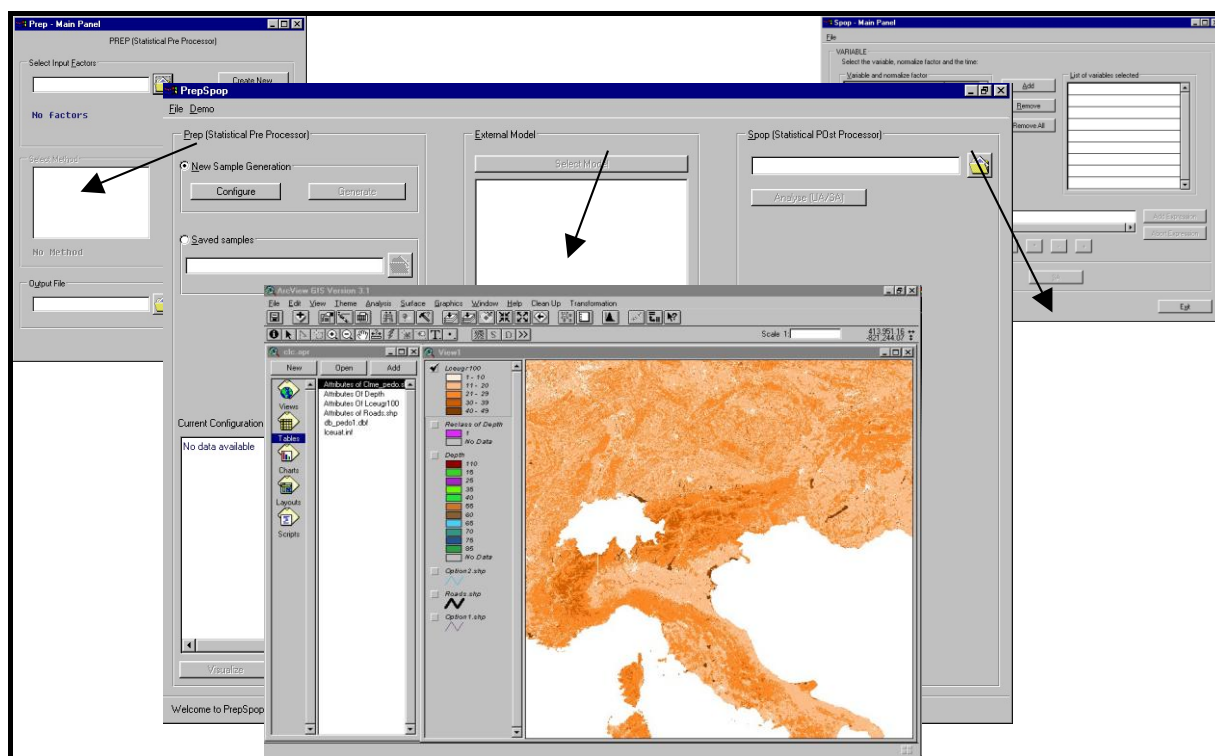 Prep - Main Panel
PREP (Statistical Pre Processor)
Select Input Factors
Create New
No Factors
Select Method
No Method
Output File
Spop - Main Panel
File
VARIABLE
Select the variable, normalize factor and the time:
Variable and normalize factor
Add
Remove
Remove All
List of variables selected
Add Expression
Exit
PrepSpop
File Demo
Prep (Statistical Pre Processor)
New Sample Generation
Configure
Generate
Saved samples
External Model
Select Model
Spop (Statistical POst Processor)
Analyse (UA/SA)
Current Configuration
No data available
Visualize
Welcome to PrepSpop
ArcView GIS Version 3.1
File Edit View Theme Analysis Surface Graphics Window Help Clean Up Transformation
Scale 1:
413,951.16
-821,244.07
clc.apr
New Open Add
Views
Tables
Charts
Layouts
Scripts
Attributes of Clme_pedo.s
Attributes Of Depth
Attributes Of Lceugr100
Attributes of Roads.shp
db_pedo1.dbf
lceuat.inf
View1
Lceugr100
1 - 10
11 - 20
21 - 29
30 - 39
40 - 49
Reclass of Depth
1
No Data
Depth
110
15
25
35
40
55
60
65
70
75
85
No Data
Option2.shp
Roads.shp
Option1.shp